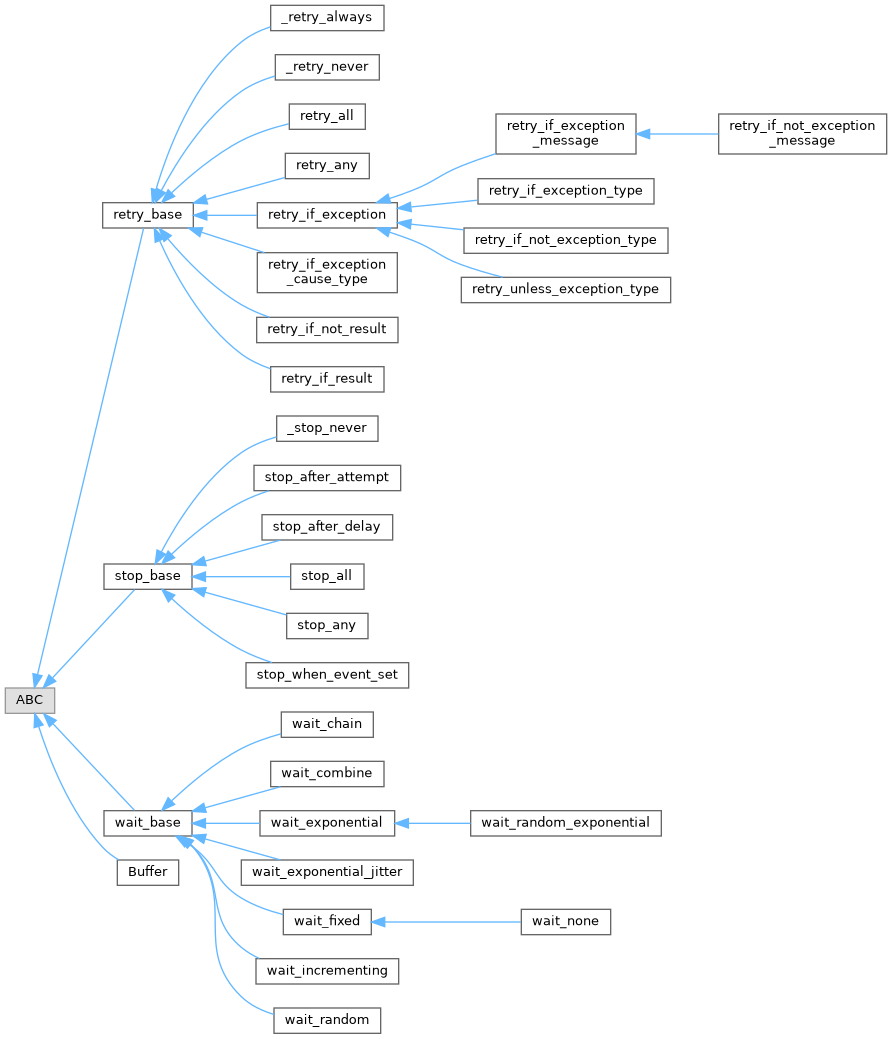 _retry_always
_retry_never
retry_all
retry_any
retry_base
retry_if_exception
retry_if_exception
_message
retry_if_not_exception
_message
retry_if_exception_type
retry_if_not_exception_type
retry_unless_exception_type
retry_if_exception
_cause_type
retry_if_not_result
retry_if_result
_stop_never
stop_after_attempt
stop_after_delay
stop_base
stop_all
stop_any
stop_when_event_set
ABC
wait_chain
wait_combine
wait_base
wait_exponential
wait_random_exponential
Buffer
wait_exponential_jitter
wait_fixed
wait_none
wait_incrementing
wait_random